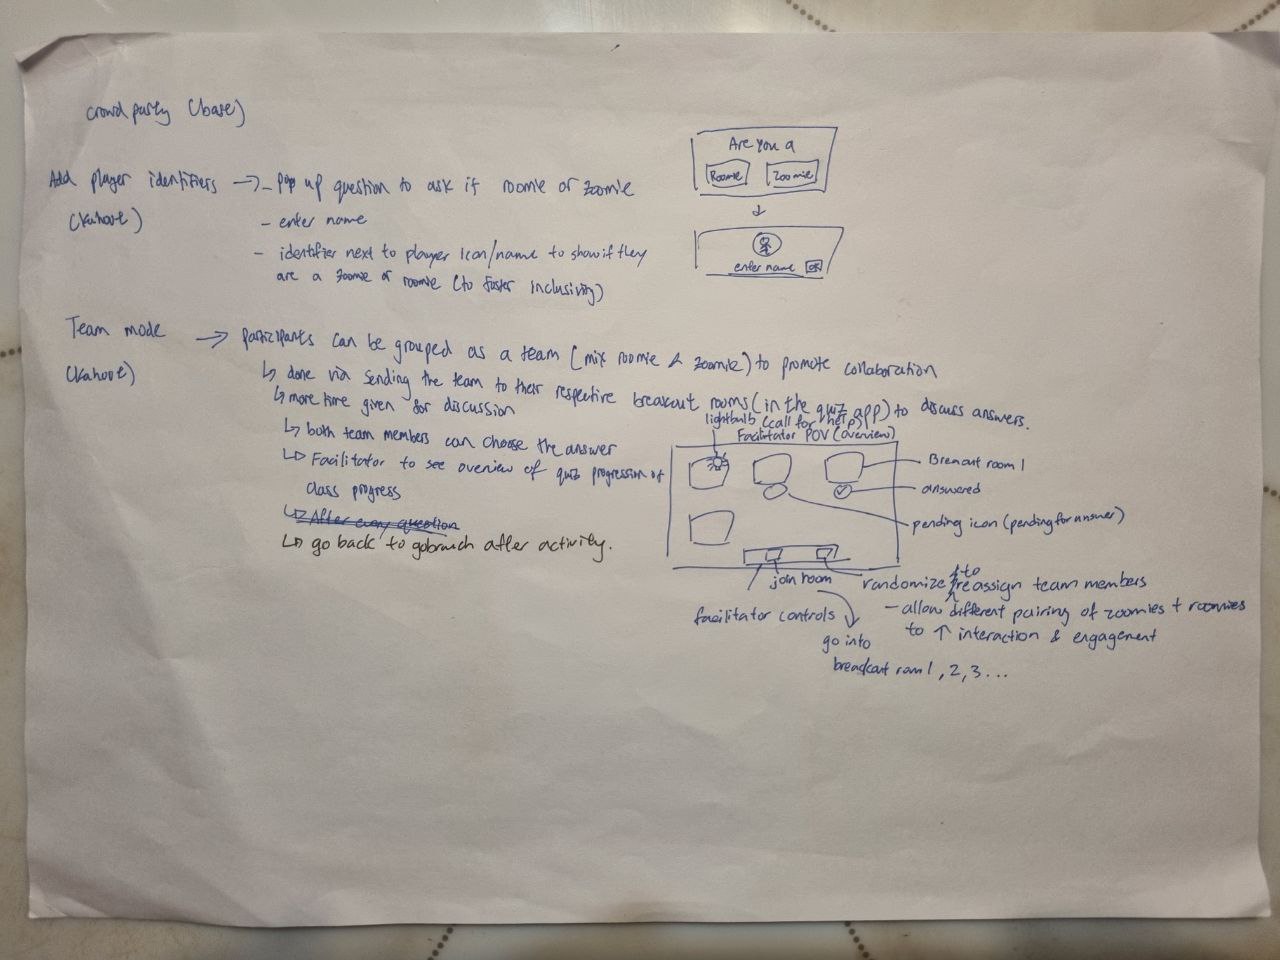 crowdparty (base)
Add player identifiers → - pop up question to ask if roomie or zoomie
(kahoot)
- enter name
- identifier next to player icon/name to show if they
are a zoomie or roomie (to foster inclusivity)
Are you a
Roomie Zoomie
enter name OK
Team mode → participants can be grouped as a team (mix roomie & zoomie) to promote collaboration
(kahoot)
↳ done via sending the team to their respective breakout rooms (in the quiz app) to discuss answers.
↳ more time given for discussion
↳ both team members can choose the answer
↳ Facilitator to see overview of quiz progression of
class progress
↳ After every question
↳ go back to gobrunch after activity.
lightbulb (call for help)
Facilitator POV (overview)
Breakout room 1
answered
pending icon (pending for answer)
join room
facilitator controls
go into
breakout room 1, 2, 3 ...
randomize to reassign team members
- allow different pairing of zoomies + roomies
to ↑ interaction & engagement